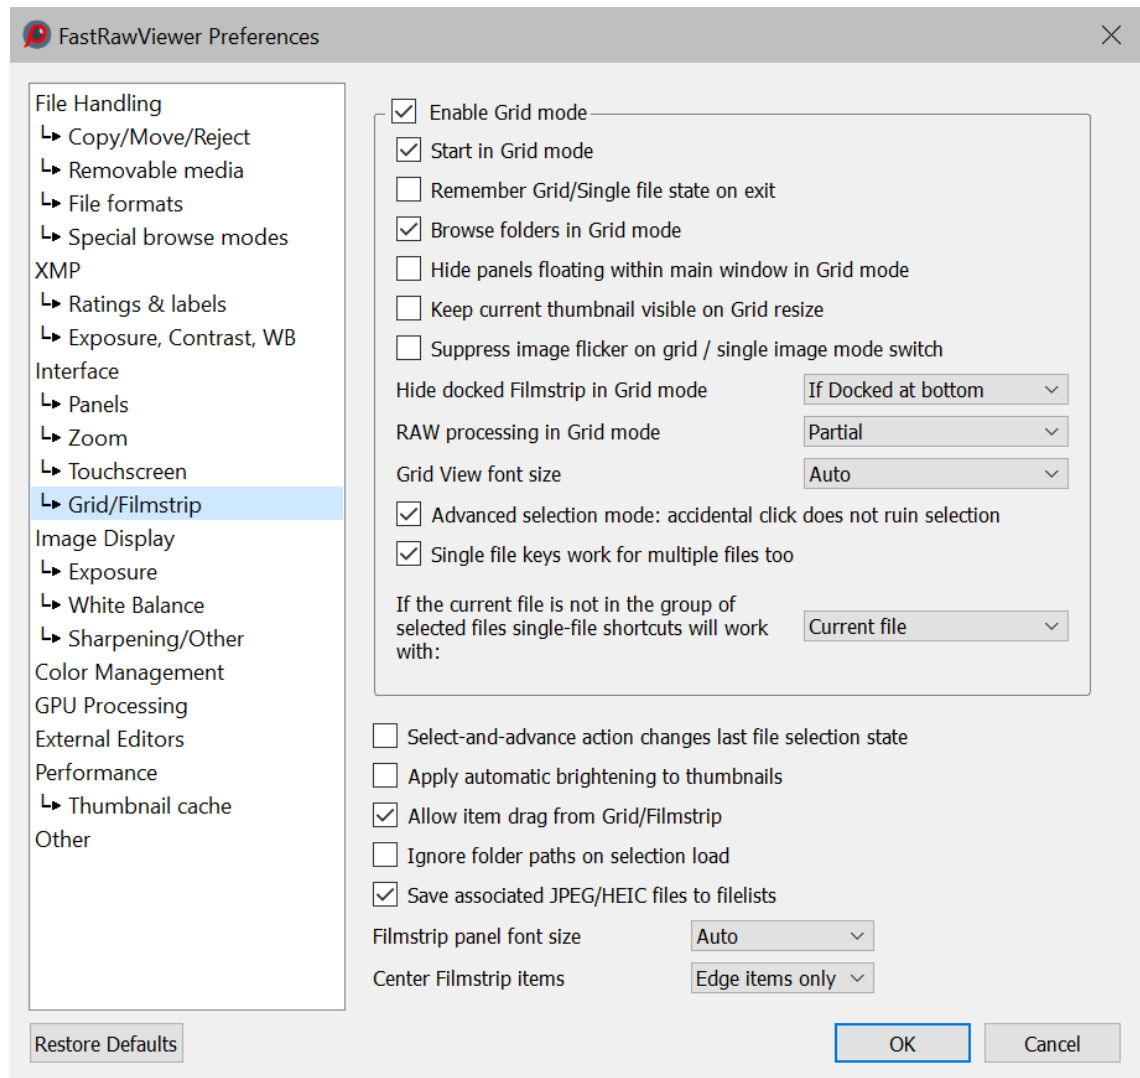 FastRawViewer Preferences
File Handling
Copy/Move/Reject
Removable media
File formats
Special browse modes
XMP
Ratings & labels
Exposure, Contrast, WB
Interface
Panels
Zoom
Touchscreen
Grid/Filmstrip
Image Display
Exposure
White Balance
Sharpening/Other
Color Management
GPU Processing
External Editors
Performance
Thumbnail cache
Other
Enable Grid mode
Start in Grid mode
Remember Grid/Single file state on exit
Browse folders in Grid mode
Hide panels floating within main window in Grid mode
Keep current thumbnail visible on Grid resize
Suppress image flicker on grid / single image mode switch
Hide docked Filmstrip in Grid mode If Docked at bottom
RAW processing in Grid mode Partial
Grid View font size Auto
Advanced selection mode: accidental click does not ruin selection
Single file keys work for multiple files too
If the current file is not in the group of
selected files single-file shortcuts will work
with:
Current file
Select-and-advance action changes last file selection state
Apply automatic brightening to thumbnails
Allow item drag from Grid/Filmstrip
Ignore folder paths on selection load
Save associated JPEG/HEIC files to filelists
Filmstrip panel font size Auto
Center Filmstrip items Edge items only
Restore Defaults OK Cancel